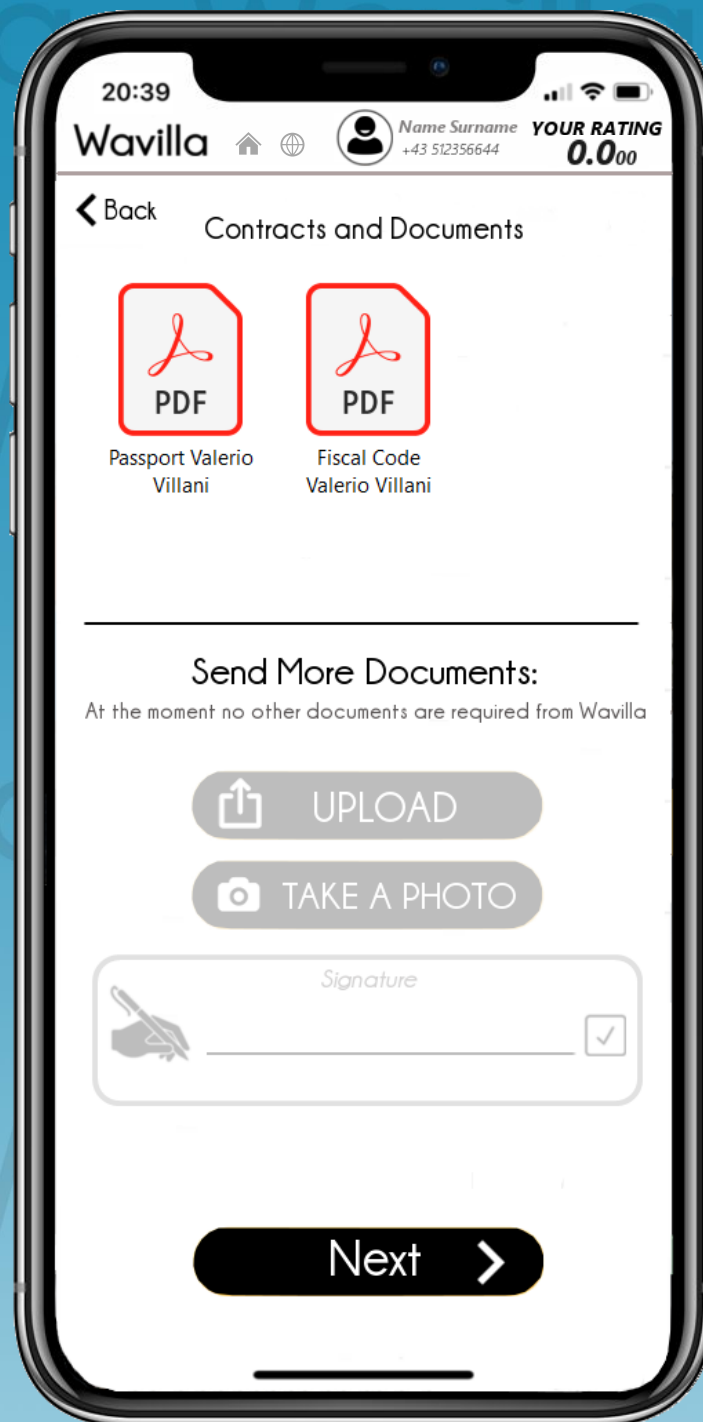 20:39
Wavilla
Name Surname
+43 512356644
YOUR RATING
0.000
Back
Contracts and Documents
PDF
PDF
Passport Valerio
Villani
Fiscal Code
Valerio Villani
Send More Documents:
At the moment no other documents are required from Wavilla
UPLOAD
TAKE A PHOTO
Signature
Next